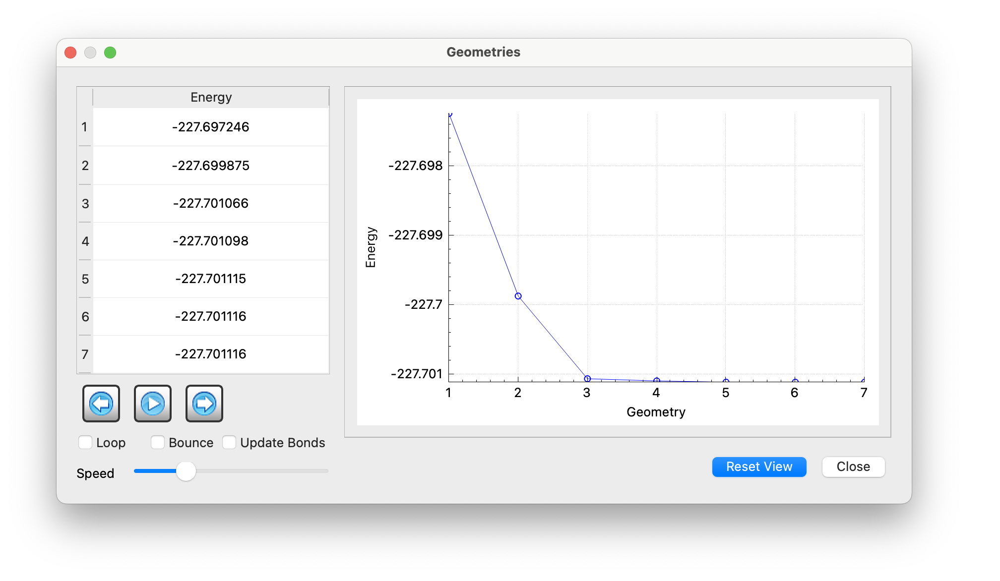 Geometries
Energy
1 -227.697246
2 -227.699875
3 -227.701066
4 -227.701098
5 -227.701115
6 -227.701116
7 -227.701116
Loop Bounce Update Bonds
Speed
Energy
-227.698
-227.699
-227.7
-227.701
1 2 3 4 5 6 7
Geometry
Reset View Close